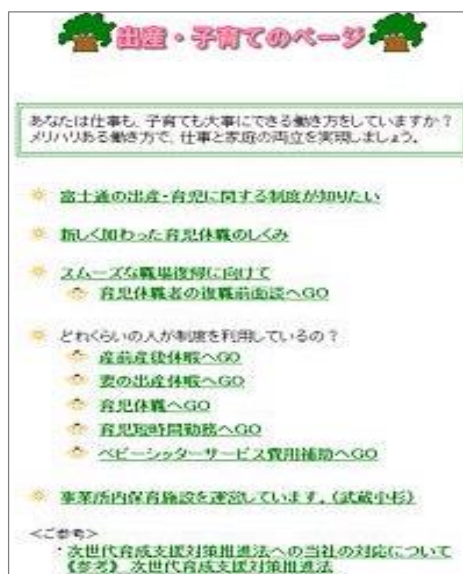 出産・子育てのページ
あなたは仕事も、子育ても大事にできる働き方をしていますか？
メリハリある働き方で、仕事と家庭の両立を実現しましょう。
富士通の出産・育児に関する制度が知りたい
新しく加わった育児休職のしくみ
スムーズな職場復帰に向けて
育児休職者の復職前面談へGO
どれくらいの人が制度を利用しているの？
産前産後休暇へGO
妻の出産休暇へGO
育児休職へGO
育児短時間勤務へGO
ベビーシッターサービス費用補助へGO
事業所内保育施設を運営しています。(武蔵小杉)
<ご参考>
・次世代育成支援対策推進法への当社の対応について
《参考》 次世代育成支援対策推進法